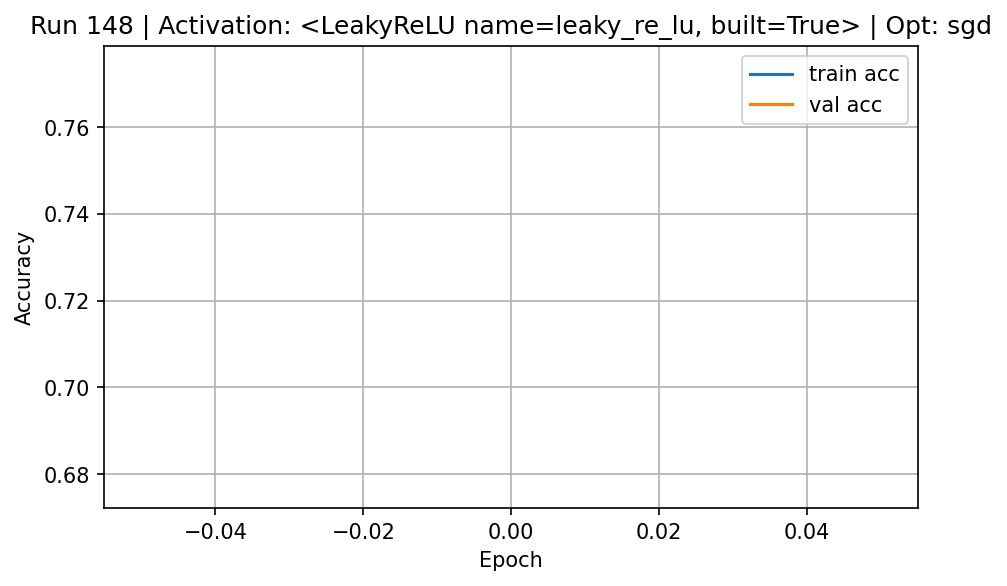 Run 148 | Activation: <LeakyReLU name=leaky_re_lu, built=True> | Opt: sgd
train acc
val acc
0.76
0.74
0.72
0.70
0.68
Accuracy
−0.04
−0.02
0.00
0.02
0.04
Epoch